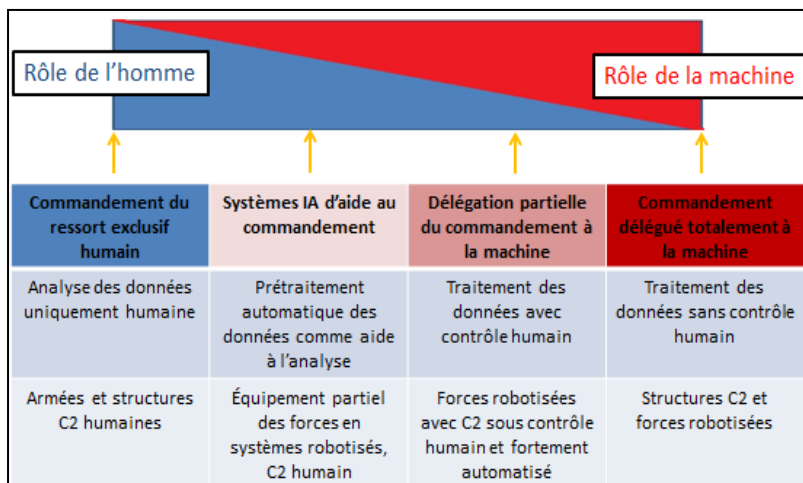 Rôle de l'homme
Rôle de la machine
Commandement du
ressort exclusif
humain
Systèmes IA d'aide au
commandement
Délégation partielle
du commandement à
la machine
Commandement
délégué totalement à
la machine
Analyse des données
uniquement humaine
Prétraitement
automatique des
données comme aide
à l'analyse
Traitement des
données avec
contrôle humain
Traitement des
données sans contrôle
humain
Armées et structures
C2 humaines
Équipement partiel
des forces en
systèmes robotisés,
C2 humain
Forces robotisées
avec C2 sous contrôle
humain et fortement
automatisé
Structures C2 et
forces robotisées